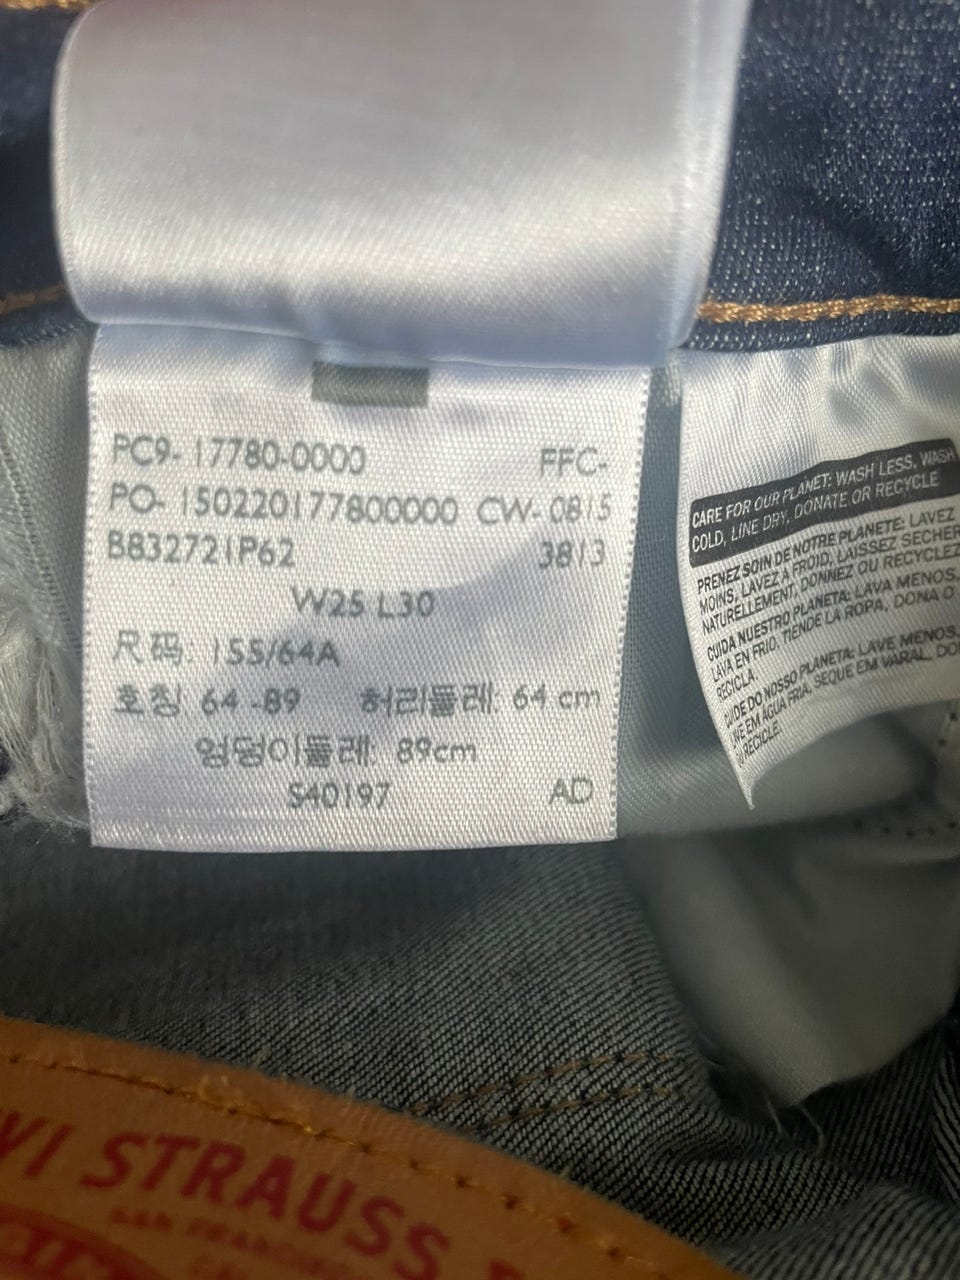 PC9- 17780-0000 FFC-
PO- 150220177800000 CW- 0815
B832721P62 3813
W25 L30
尺码: 155/64A
호칭 64 -89 허리둘레: 64 cm
엉덩이둘레: 89cm
S40197 AD
CARE FOR OUR PLANET: WASH LESS, WASH
COLD, LINE DRY, DONATE OR RECYCLE
PRENEZ SOIN DE NOTRE PLANETE: LAVEZ
MOINS, LAVEZ A FROID, LAISSEZ SECHER
NATURELLEMENT, DONNEZ OU RECYCLEZ
CUIDA NUESTRO PLANETA: LAVA MENOS,
LAVA EN FRIO, TIENDE LA ROPA, DONA O
RECICLA.
CUIDE DO NOSSO PLANETA: LAVE MENOS,
LAVE EM AGUA FRIA, SEQUE EM VARAL,
RECICLE.
VI STRAUSS
SAN FRANCISCO